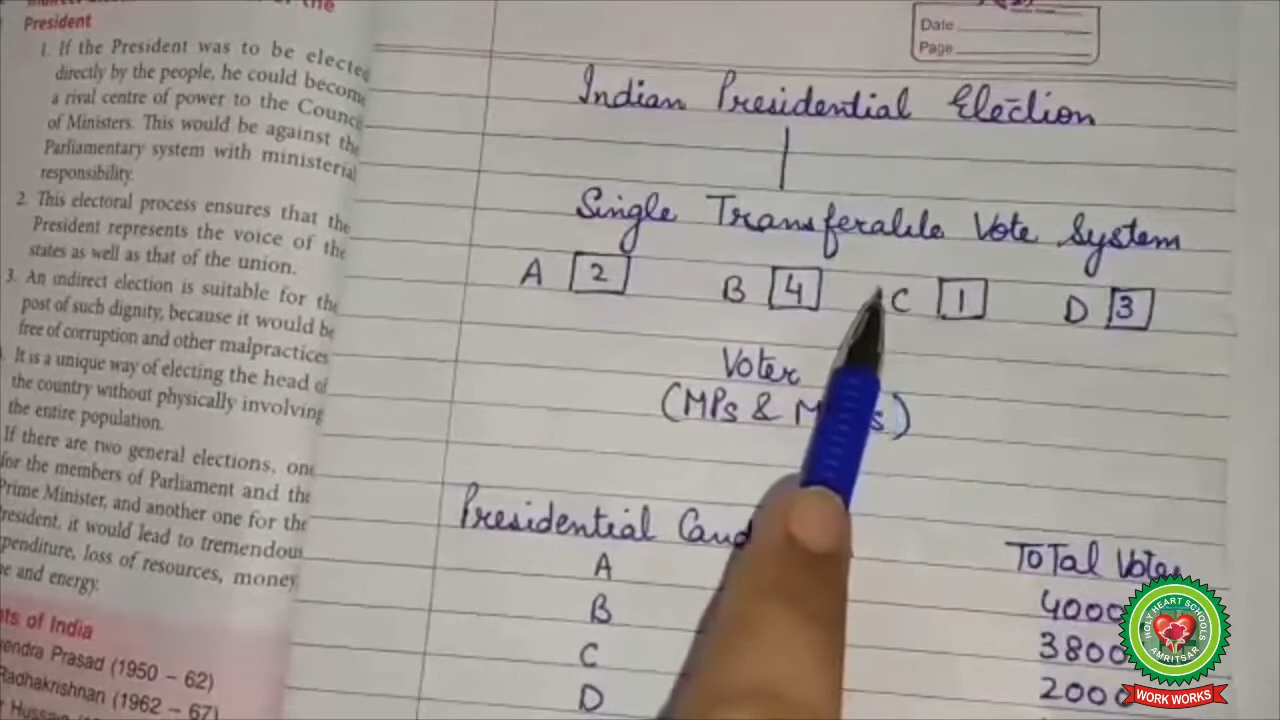 the
President
1. If the President was to be elected
directly by the people, he could become
a rival centre of power to the Council
of Ministers. This would be against the
Parliamentary system with ministerial
responsibility.
2. This electoral process ensures that the
President represents the voice of the
states as well as that of the union.
3. An indirect election is suitable for the
post of such dignity, because it would be
free of corruption and other malpractices
It is a unique way of electing the head of
the country without physically involving
the entire population.
If there are two general elections, one
for the members of Parliament and the
Prime Minister, and another one for the
resident, it would lead to tremendous
penditure, loss of resources, money,
e and energy.
nts of India
endra Prasad (1950 – 62)
Radhakrishnan (1962 – 67)
Date
Page
Indian Presidential Election
Single Transferable Vote System
A 2 B 4 C 1 D 3
Voter
(MPs & M s)
Presidential Cand
Total Votes
A
B 4000
C 3800
D 2000
HOLY HEART SCHOOLS
AMRITSAR
WORK WORKS